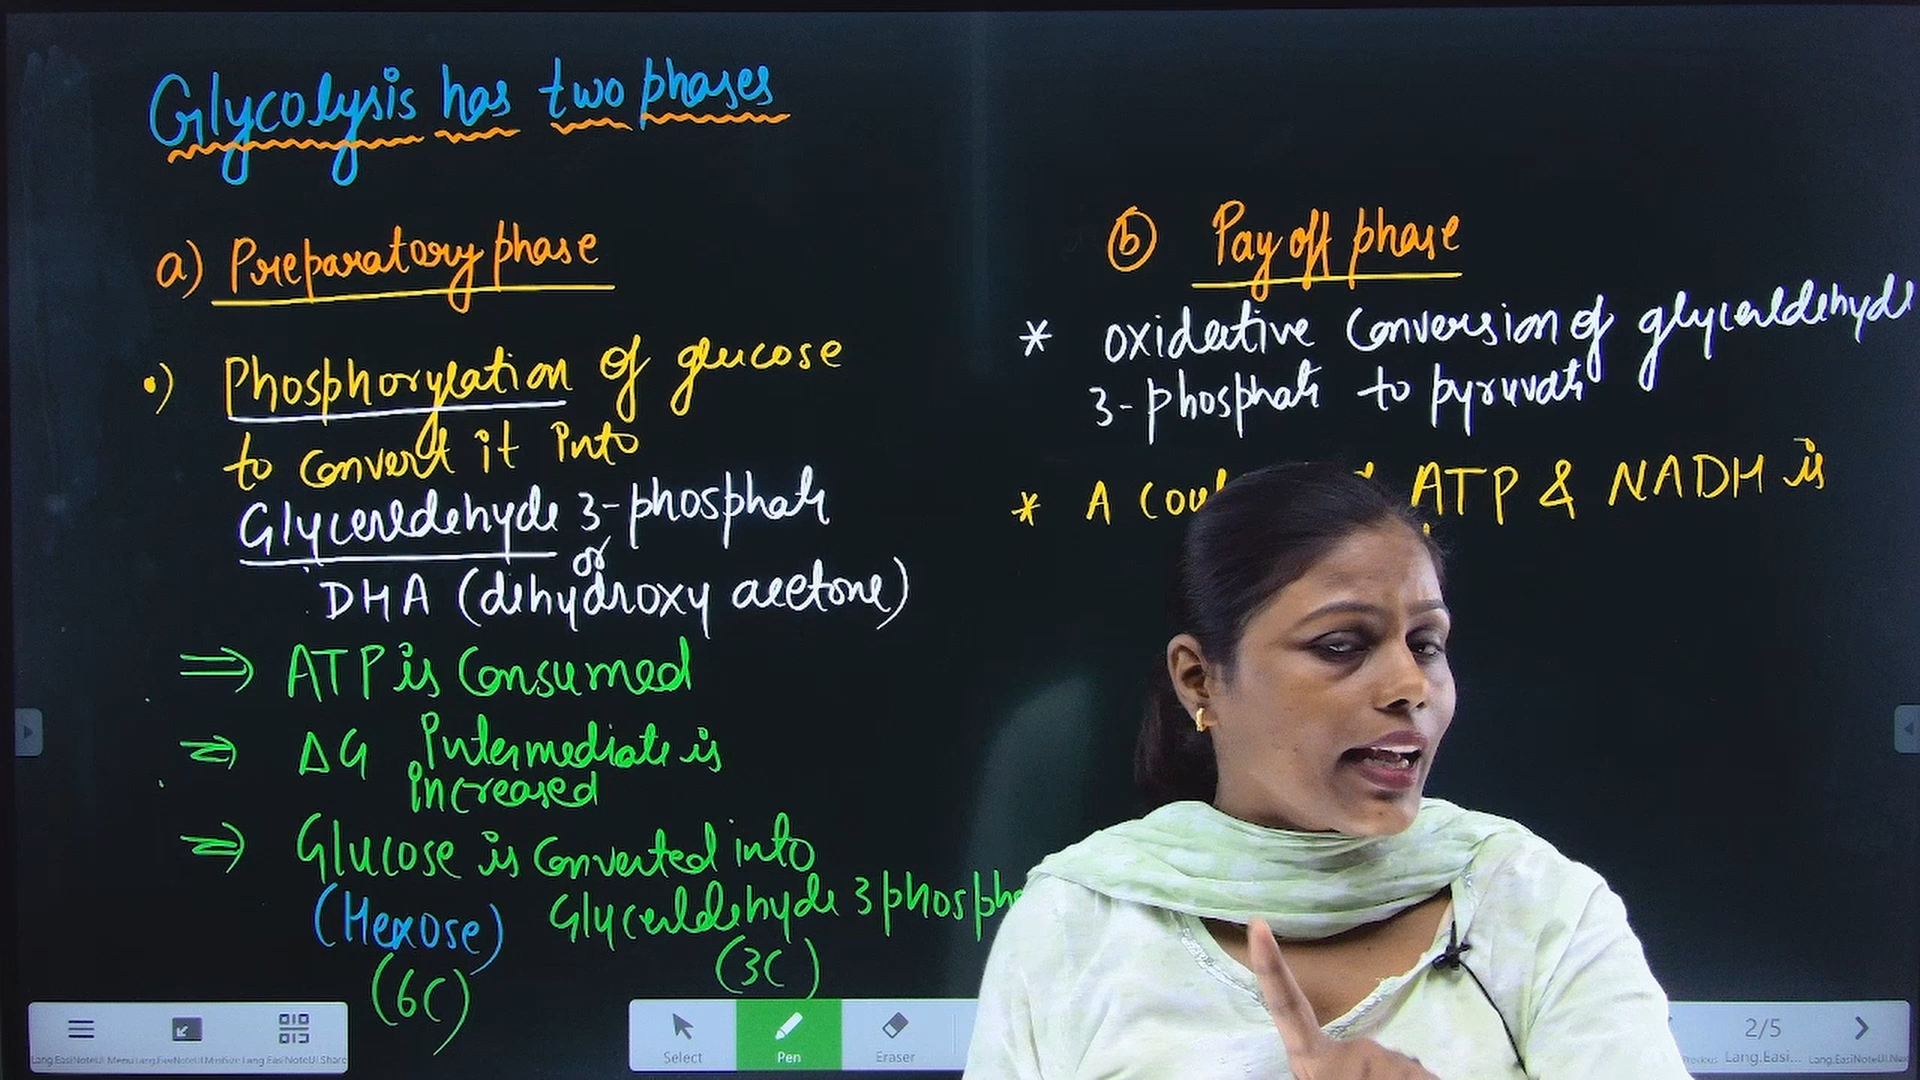 Glycolysis has two phases
a) Preparatory phase
•) Phosphorylation of glucose
to convert it into
Glyceraldehyde 3-phosphate
or
DHA (dihydroxy acetone)
⇒ ATP is Consumed
⇒ ΔG Intermediate is
increased
⇒ Glucose is converted into
(Hexose) Glyceraldehyde 3 phosph
(6C) (3C)
b Pay off phase
* oxidative conversion of glyceraldehyde
3-phosphate to pyruvate
* A ATP & NADH is
Select
Pen
Eraser
2/5
Lang.Easi...